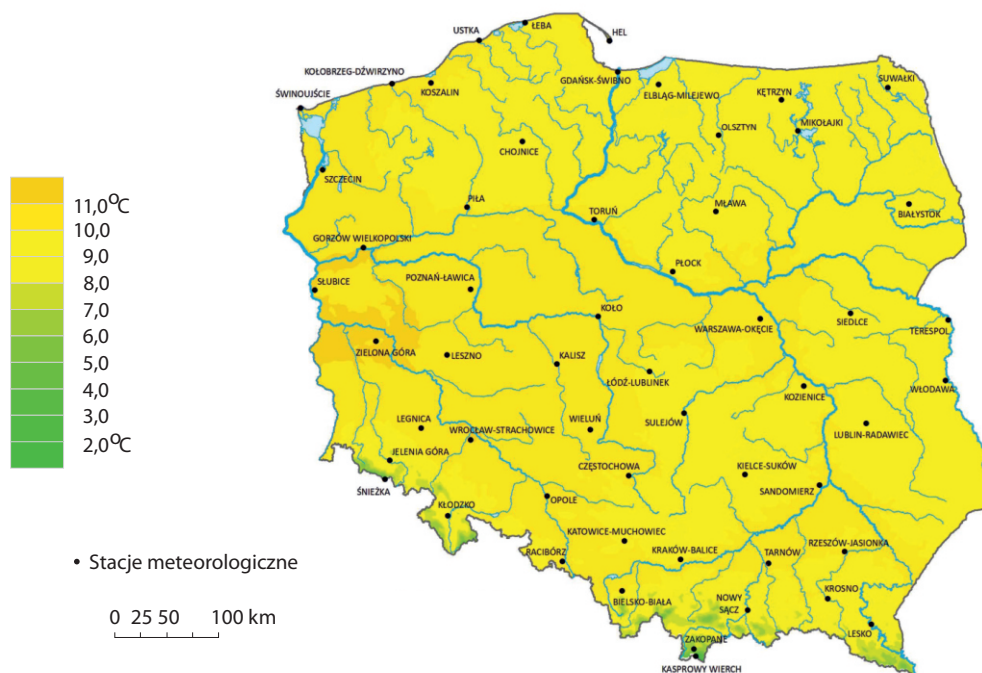 ŁEBA
USTKA
HEL
KOŁOBRZEG-DŹWIRZYNO
GDAŃSK-ŚWIBNO
SUWAŁKI
KOSZALIN
ELBLĄG-MILEJEWO
KĘTRZYN
ŚWINOUJŚCIE
MIKOŁAJKI
OLSZTYN
CHOJNICE
SZCZECIN
11,0⁰C
PIŁA
TORUŃ
MŁAWA
BIAŁYSTOK
10,0
GORZÓW WIELKOPOLSKI
9,0
PŁOCK
SŁUBICE
POZNAŃ-ŁAWICA
8,0
KOŁO
7,0
WARSZAWA-OKĘCIE
SIEDLCE
TERESPOL
6,0
ZIELONA GÓRA
LESZNO
KALISZ
5,0
ŁÓDŹ-LUBLINEK
WŁODAWA
4,0
KOZIENICE
3,0
LEGNICA
WROCŁAW-STRACHOWICE
WIELUŃ
SULEJÓW
LUBLIN-RADAWIEC
2,0⁰C
JELENIA GÓRA
CZĘSTOCHOWA
KIELCE-SUKÓW
ŚNIEŻKA
SANDOMIERZ
KŁODZKO
OPOLE
KATOWICE-MUCHOWIEC
RZESZÓW-JASIONKA
RACIBÓRZ
KRAKÓW-BALICE
TARNÓW
• Stacje meteorologiczne
BIELSKO-BIAŁA
NOWY
SĄCZ
KROSNO
0 25 50 100 km
LESKO
ZAKOPANE
KASPROWY WIERCH